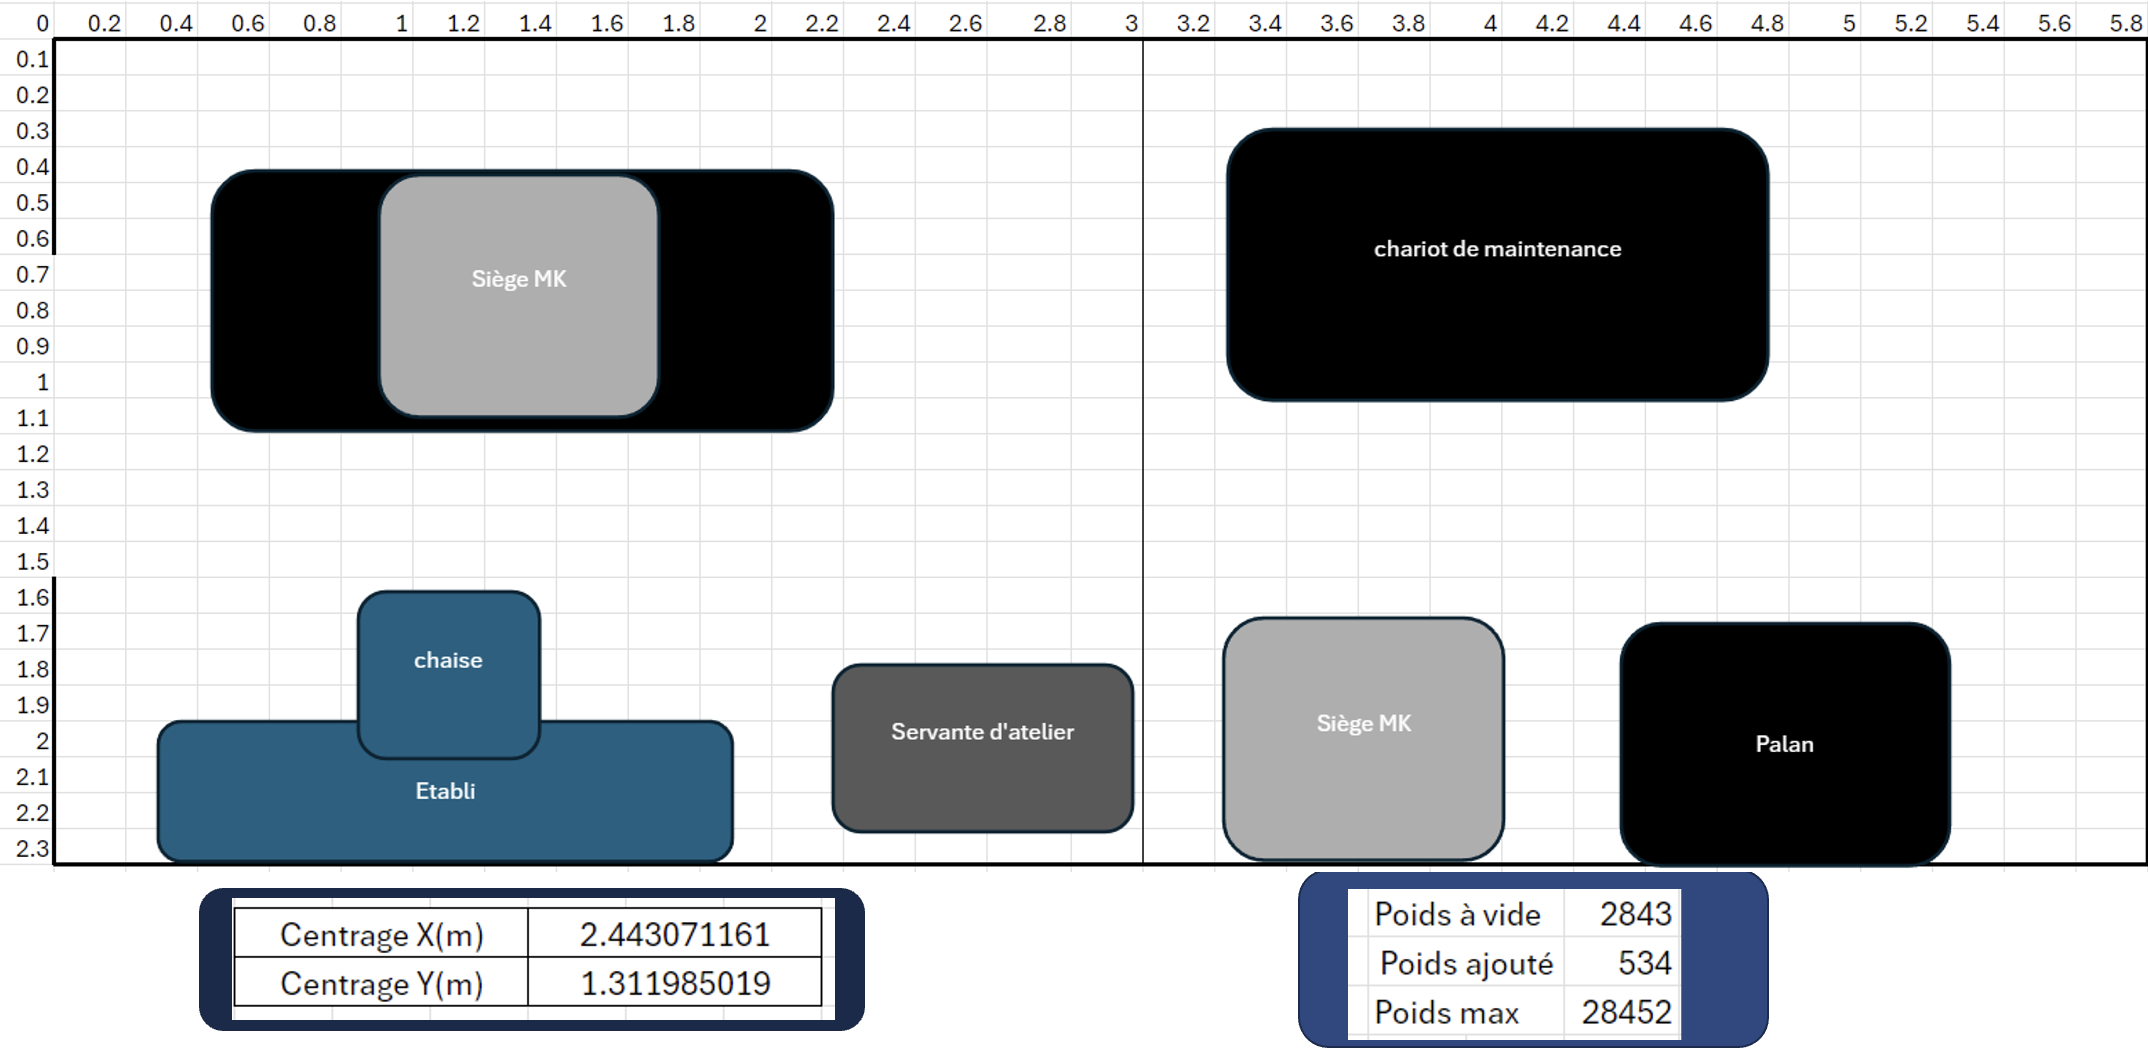 0 0.2 0.4 0.6 0.8 1 1.2 1.4 1.6 1.8 2 2.2 2.4 2.6 2.8 3 3.2 3.4 3.6 3.8 4 4.2 4.4 4.6 4.8 5 5.2 5.4 5.6 5.8
0.1
0.2
0.3
0.4
0.5
0.6
0.7
0.8
0.9
1
1.1
1.2
1.3
1.4
1.5
1.6
1.7
1.8
1.9
2
2.1
2.2
2.3
chariot de maintenance
Siège MK
chaise
Etabli
Servante d'atelier
Siège MK
Palan
Centrage X(m) 2.443071161
Centrage Y(m) 1.311985019
Poids à vide 2843
Poids ajouté 534
Poids max 28452